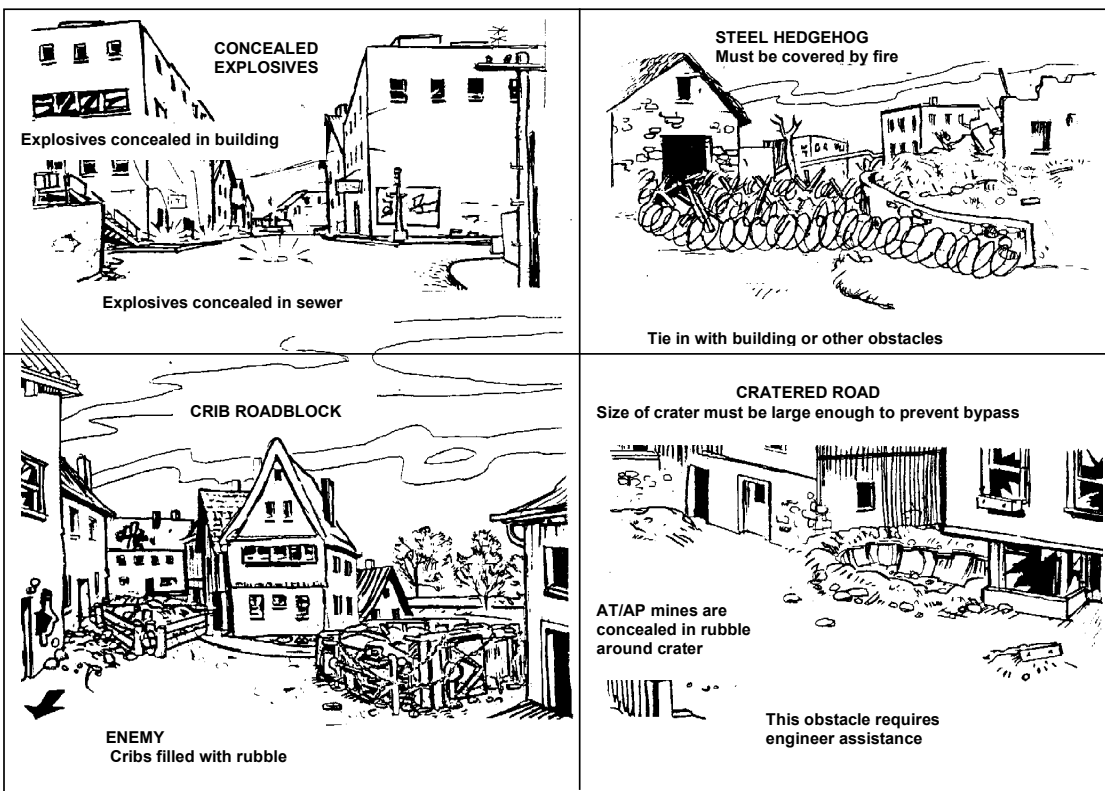 CONCEALED
EXPLOSIVES
Explosives concealed in building
Explosives concealed in sewer
STEEL HEDGEHOG
Must be covered by fire
Tie in with building or other obstacles
CRIB ROADBLOCK
ENEMY
Cribs filled with rubble
CRATERED ROAD
Size of crater must be large enough to prevent bypass
AT/AP mines are
concealed in rubble
around crater
This obstacle requires
engineer assistance